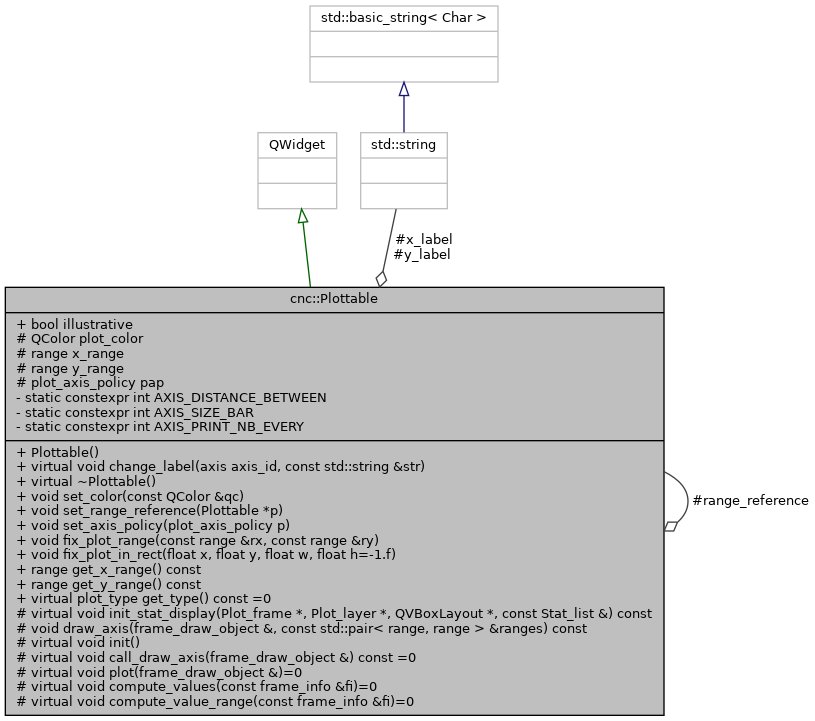 std::basic_string< Char >
QWidget
std::string
#x_label
#y_label
cnc::Plottable
+ bool illustrative
# QColor plot_color
# range x_range
# range y_range
# plot_axis_policy pap
- static constexpr int AXIS_DISTANCE_BETWEEN
- static constexpr int AXIS_SIZE_BAR
- static constexpr int AXIS_PRINT_NB_EVERY
+ Plottable()
+ virtual void change_label(axis axis_id, const std::string &str)
+ virtual ~Plottable()
+ void set_color(const QColor &qc)
+ void set_range_reference(Plottable *p)
+ void set_axis_policy(plot_axis_policy p)
+ void fix_plot_range(const range &rx, const range &ry)
+ void fix_plot_in_rect(float x, float y, float w, float h=-1.f)
+ range get_x_range() const
+ range get_y_range() const
+ virtual plot_type get_type() const =0
# virtual void init_stat_display(Plot_frame *, Plot_layer *, QVBoxLayout *, const Stat_list &) const
# void draw_axis(frame_draw_object &, const std::pair< range, range > &ranges) const
# virtual void init()
# virtual void call_draw_axis(frame_draw_object &) const =0
# virtual void plot(frame_draw_object &)=0
# virtual void compute_values(const frame_info &fi)=0
# virtual void compute_value_range(const frame_info &fi)=0
#range_reference